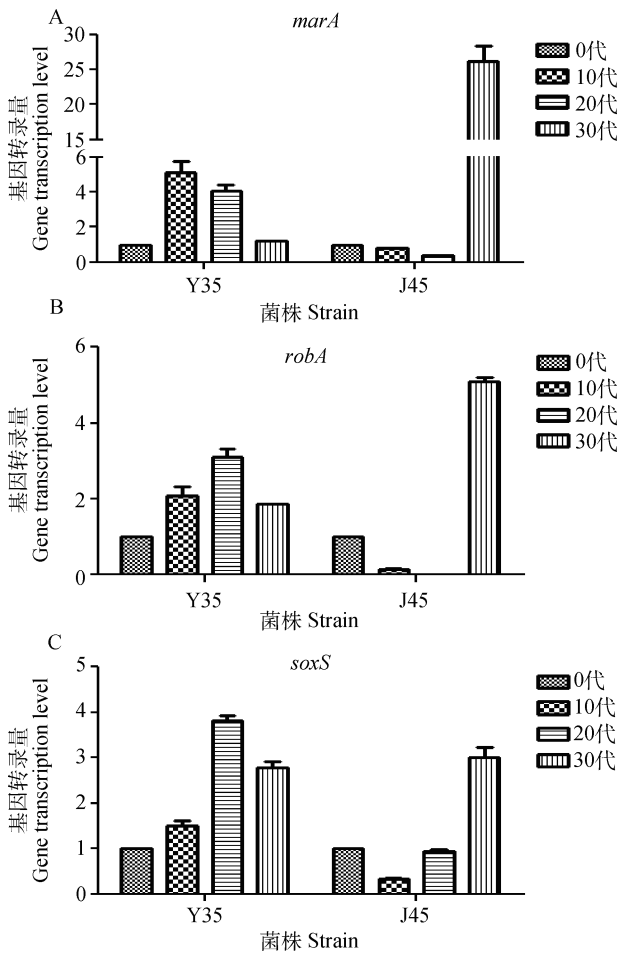 A
marA
30
25
20
15
6
4
2
0
基因转录量
Gene transcription level
0代
10代
20代
30代
Y35
J45
菌株 Strain
B
robA
6
4
2
0
基因转录量
Gene transcription level
0代
10代
20代
30代
Y35
J45
菌株 Strain
C
soxS
5
4
3
2
1
0
基因转录量
Gene transcription level
0代
10代
20代
30代
Y35
J45
菌株 Strain